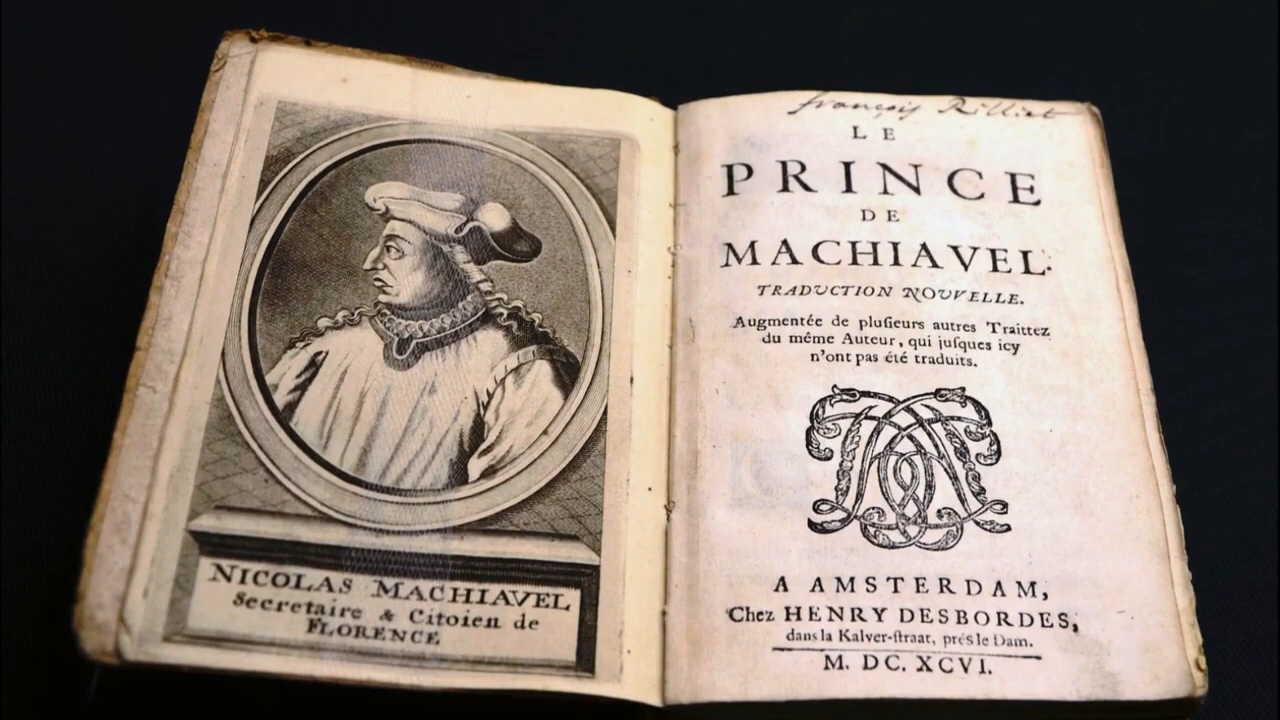 NICOLAS MACHIAVEL
Secretaire & Citoien de
FLORENCE
françois Rilliet
LE
PRINCE
DE
MACHIAVEL.
TRADUCTION NOUVELLE.
Augmentée de pluſieurs autres Traittez
du même Auteur, qui juſques icy
n'ont pas été traduits.
A AMSTERDAM,
Chez HENRY DESBORDES,
dans la Kalver-ſtraat, prés le Dam.
M. DC. XCVI.